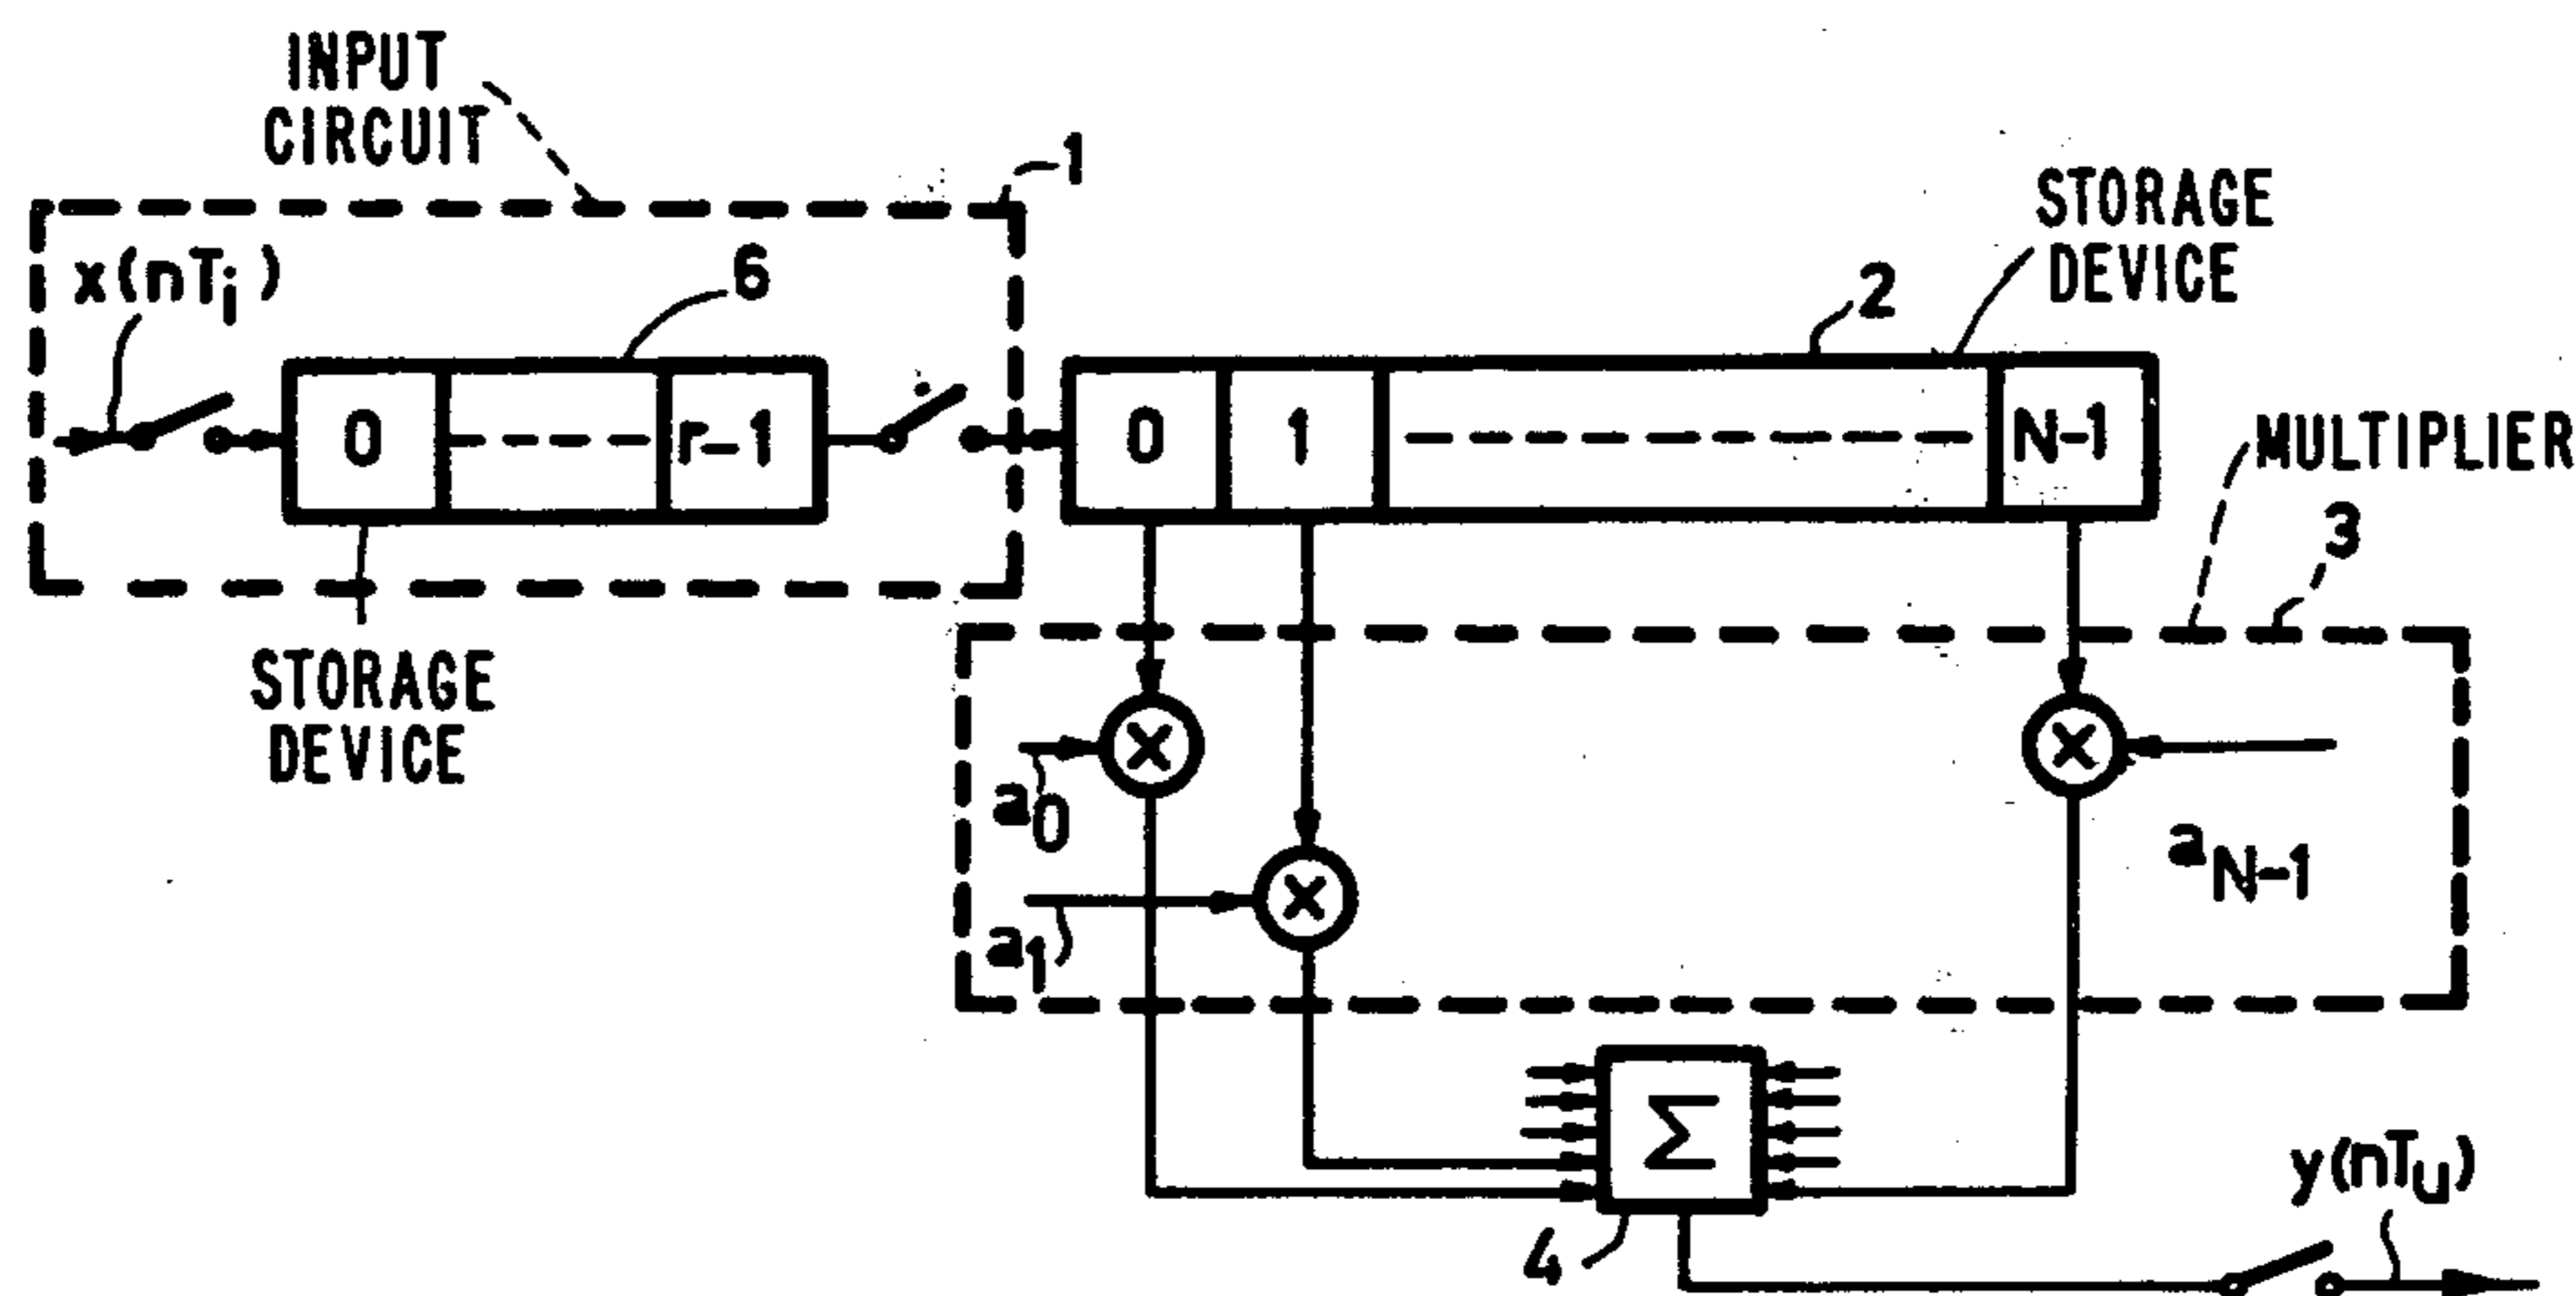 INPUT
CIRCUIT
1
x(nTi)
6
2
STORAGE
DEVICE
0
r-1
0
1
N-1
MULTIPLIER
3
STORAGE
DEVICE
×
×
a0
aN-1
×
a1
Σ
4
y(nTu)